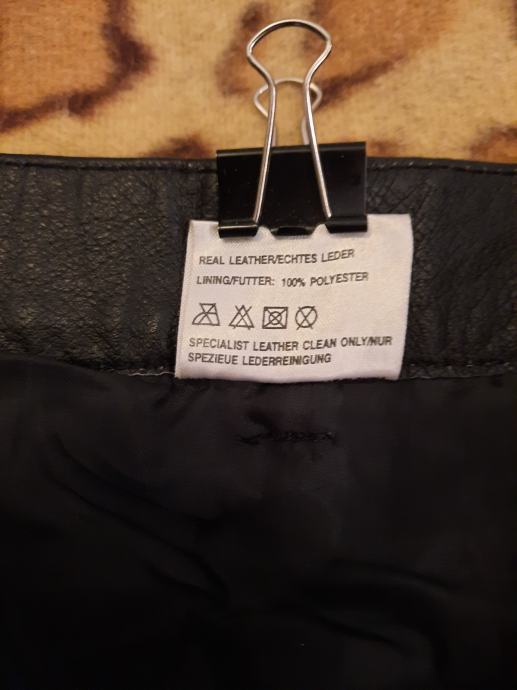 REAL LEATHER/ECHTES LEDER
LINING/FUTTER: 100% POLYESTER
SPECIALIST LEATHER CLEAN ONLY/NUR
SPEZIEUE LEDERREINIGUNG